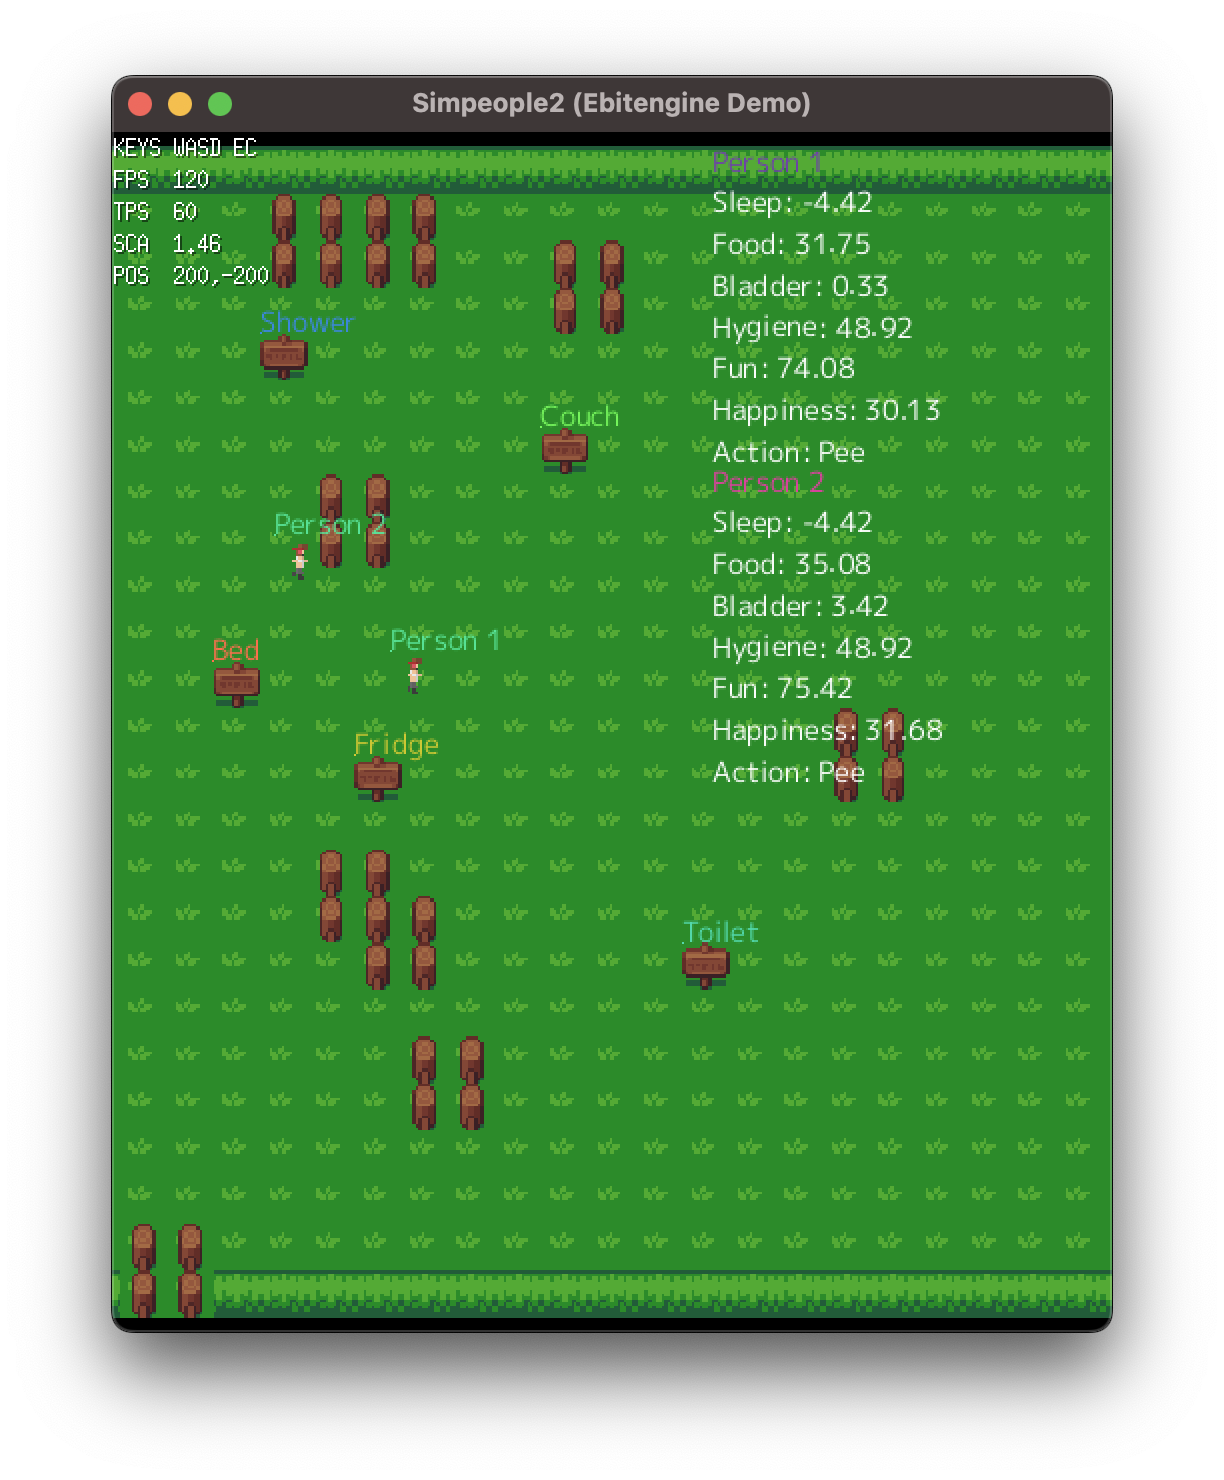 Simpeople2 (Ebitengine Demo)
KEYS WASD EC
FPS 120
TPS 60
SCA 1.46
POS 200,-200
Person 1
Sleep: -4.42
Food: 31.75
Bladder: 0.33
Hygiene: 48.92
Fun: 74.08
Happiness: 30.13
Action: Pee
Person 2
Sleep: -4.42
Food: 35.08
Bladder: 3.42
Hygiene: 48.92
Fun: 75.42
Happiness: 31.68
Action: Pee
Shower
Couch
Person 2
Person 1
Bed
Fridge
Toilet